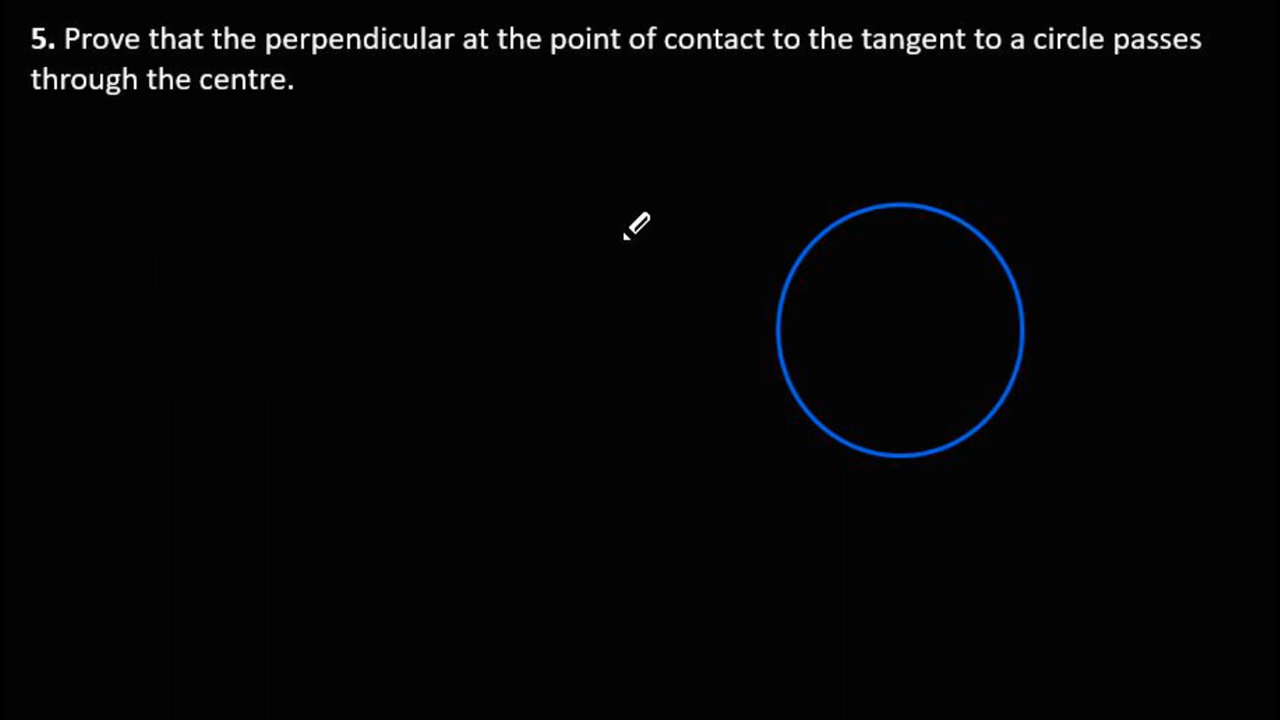 5. Prove that the perpendicular at the point of contact to the tangent to a circle passes
through the centre.